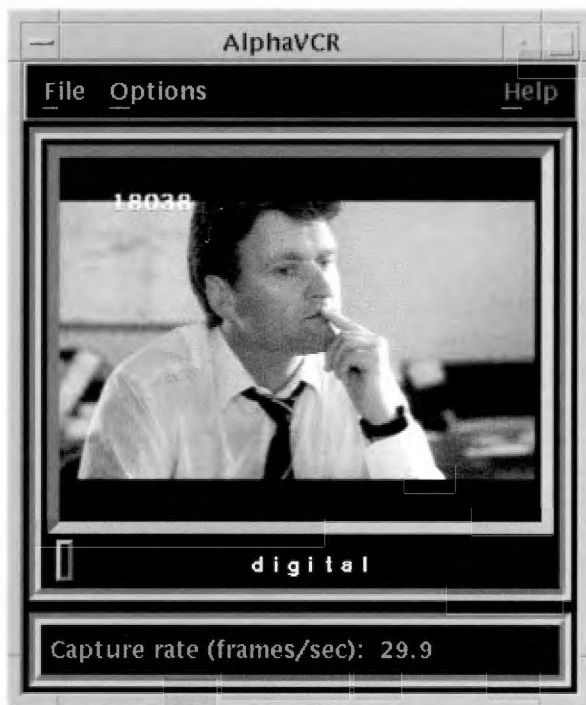 AlphaVCR
File Options Help
18038
digital
Capture rate (frames/sec): 29.9